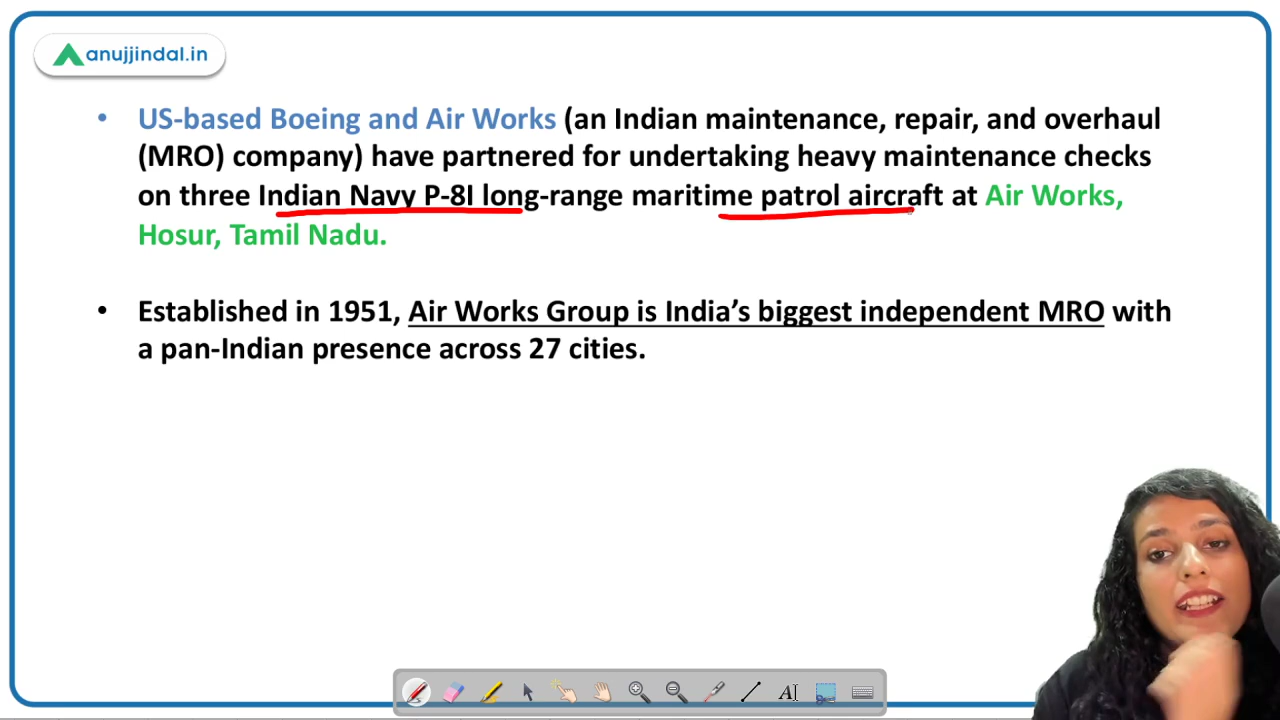 anujjindal.in
• US-based Boeing and Air Works (an Indian maintenance, repair, and overhaul
(MRO) company) have partnered for undertaking heavy maintenance checks
on three Indian Navy P-8I long-range maritime patrol aircraft at Air Works,
Hosur, Tamil Nadu.
• Established in 1951, Air Works Group is India’s biggest independent MRO with
a pan-Indian presence across 27 cities.